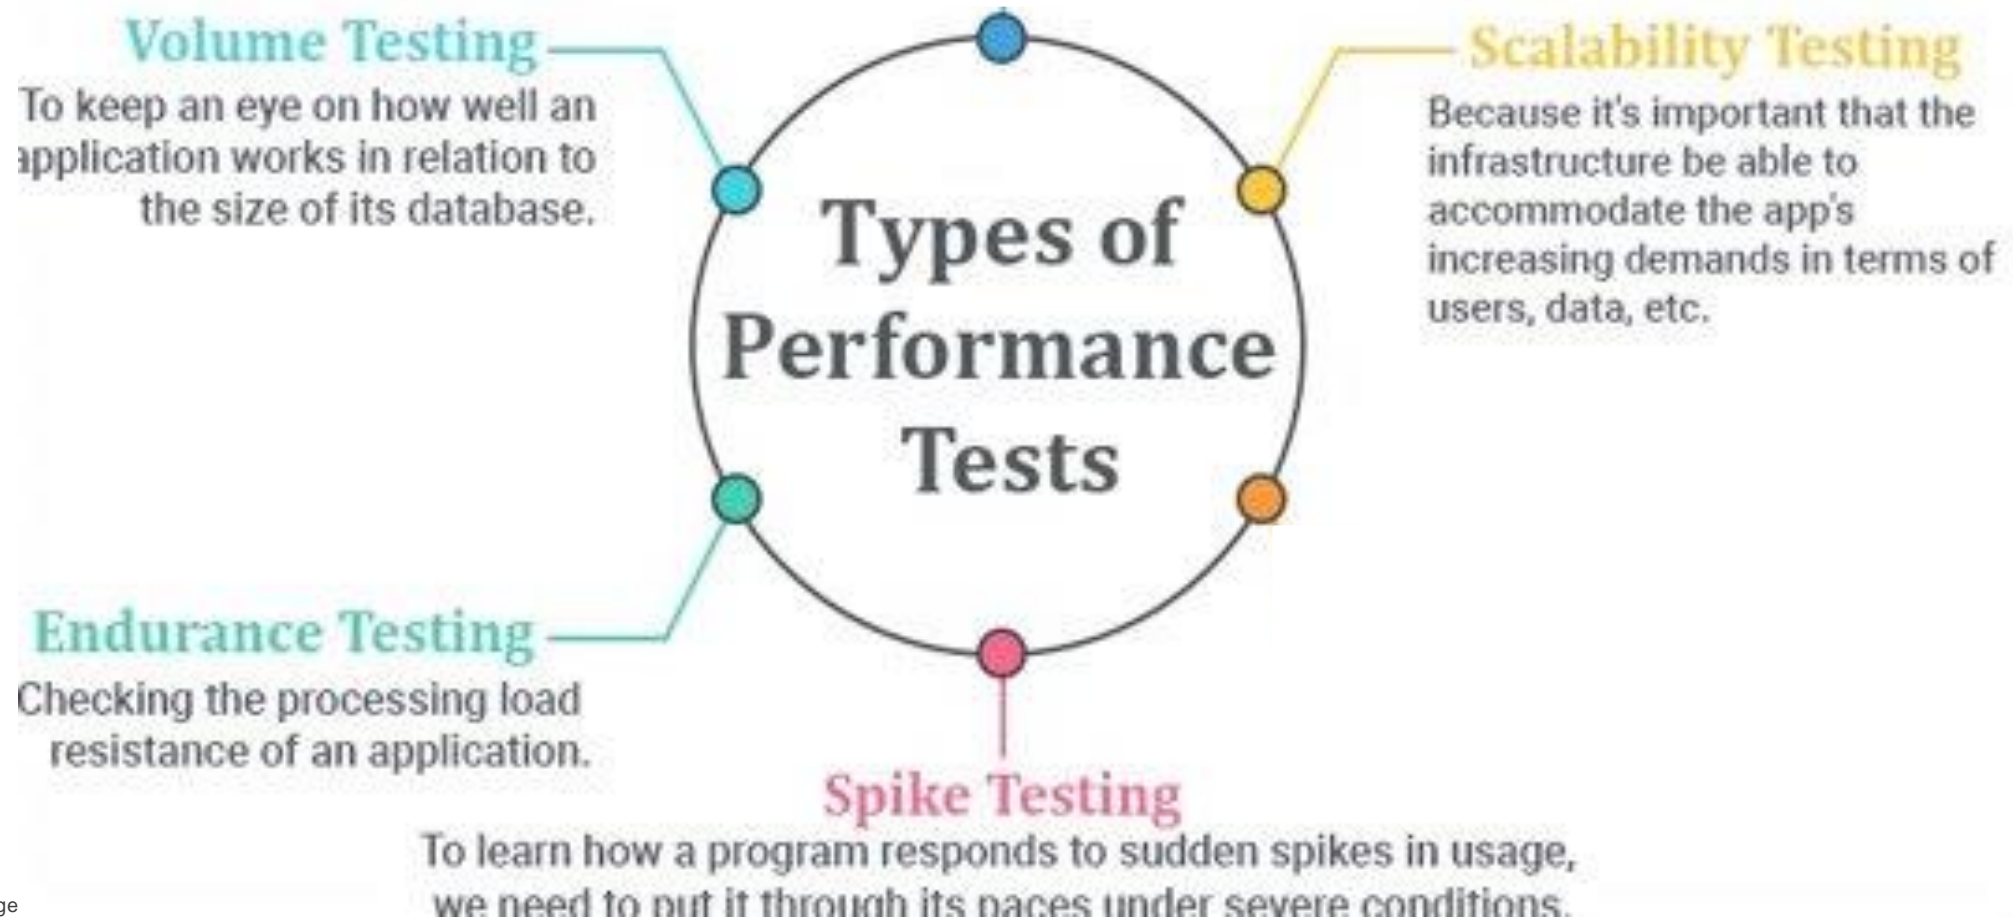 Volume Testing
To keep an eye on how well an
application works in relation to
the size of its database.
Types of
Performance
Tests
Scalability Testing
Because it's important that the
infrastructure be able to
accommodate the app's
increasing demands in terms of
users, data, etc.
Endurance Testing
Checking the processing load
resistance of an application.
Spike Testing
To learn how a program responds to sudden spikes in usage,
we need to put it through its paces under severe conditions.
ge